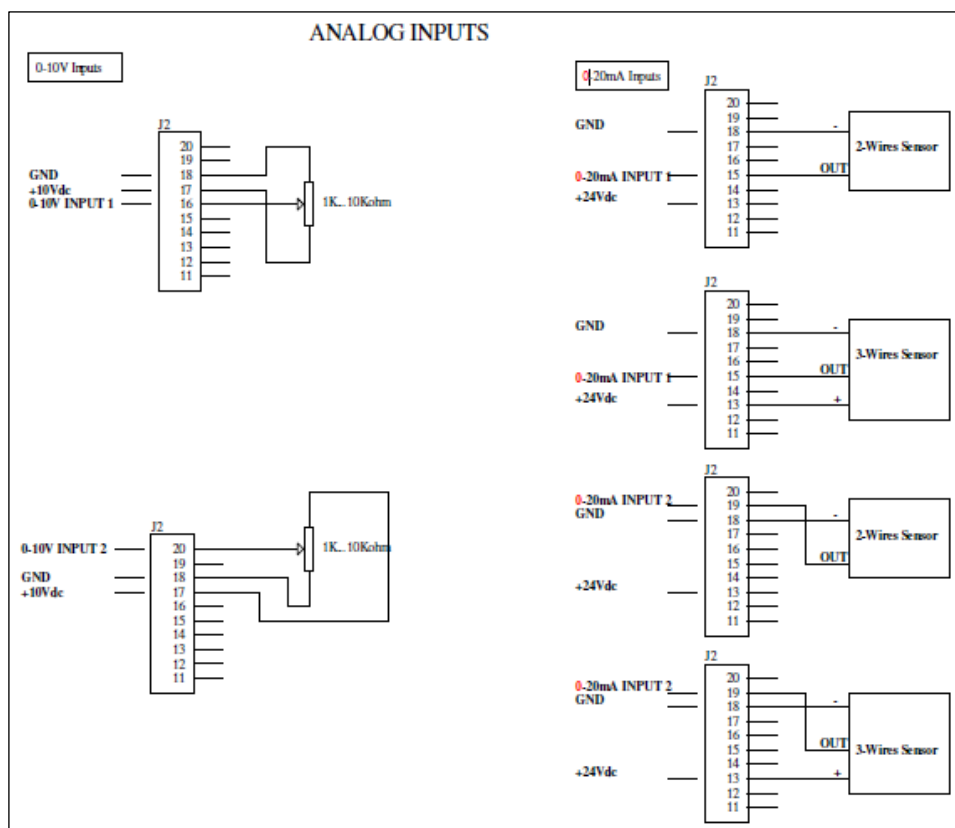 ANALOG INPUTS
0-10V Inputs
J2
20
19
GND 18
+10Vdc 17
0-10V INPUT 1 16 1K...10Kohm
15
14
13
12
11
J2
0-10V INPUT 2 20 1K...10Kohm
19
GND 18
+10Vdc 17
16
15
14
13
12
11
0-20mA Inputs
J2
20
19
GND 18 -
17 2-Wires Sensor
16
0-20mA INPUT 1 15 OUT
14
+24Vdc 13
12
11
J2
20
19
GND 18 -
17
16 3-Wires Sensor
0-20mA INPUT 1 15 OUT
14
+24Vdc 13 +
12
11
J2
20
0-20mA INPUT 2 19
GND 18 -
17 2-Wires Sensor
16
15 OUT
14
+24Vdc 13
12
11
J2
20
0-20mA INPUT 2 19
GND 18 -
17
16
15 OUT 3-Wires Sensor
14
+24Vdc 13 +
12
11